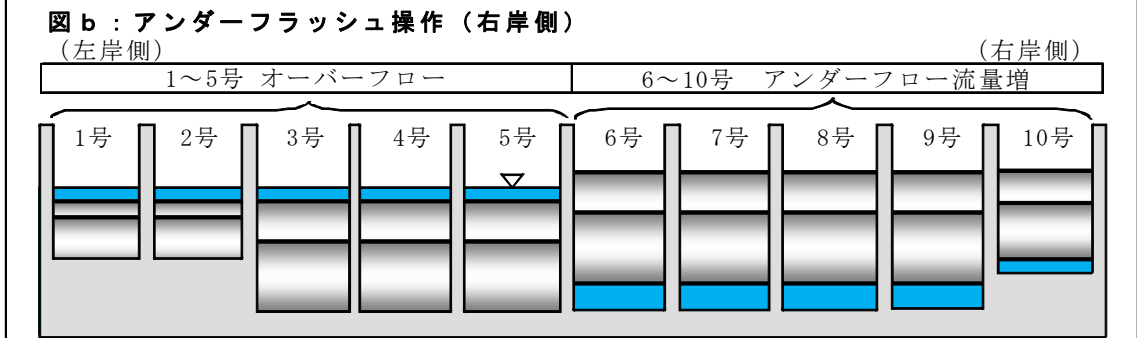 図b：アンダーフラッシュ操作（右岸側）
（左岸側）
（右岸側）
1～5号 オーバーフロー
6～10号 アンダーフロー流量増
1号
2号
3号
4号
5号
6号
7号
8号
9号
10号